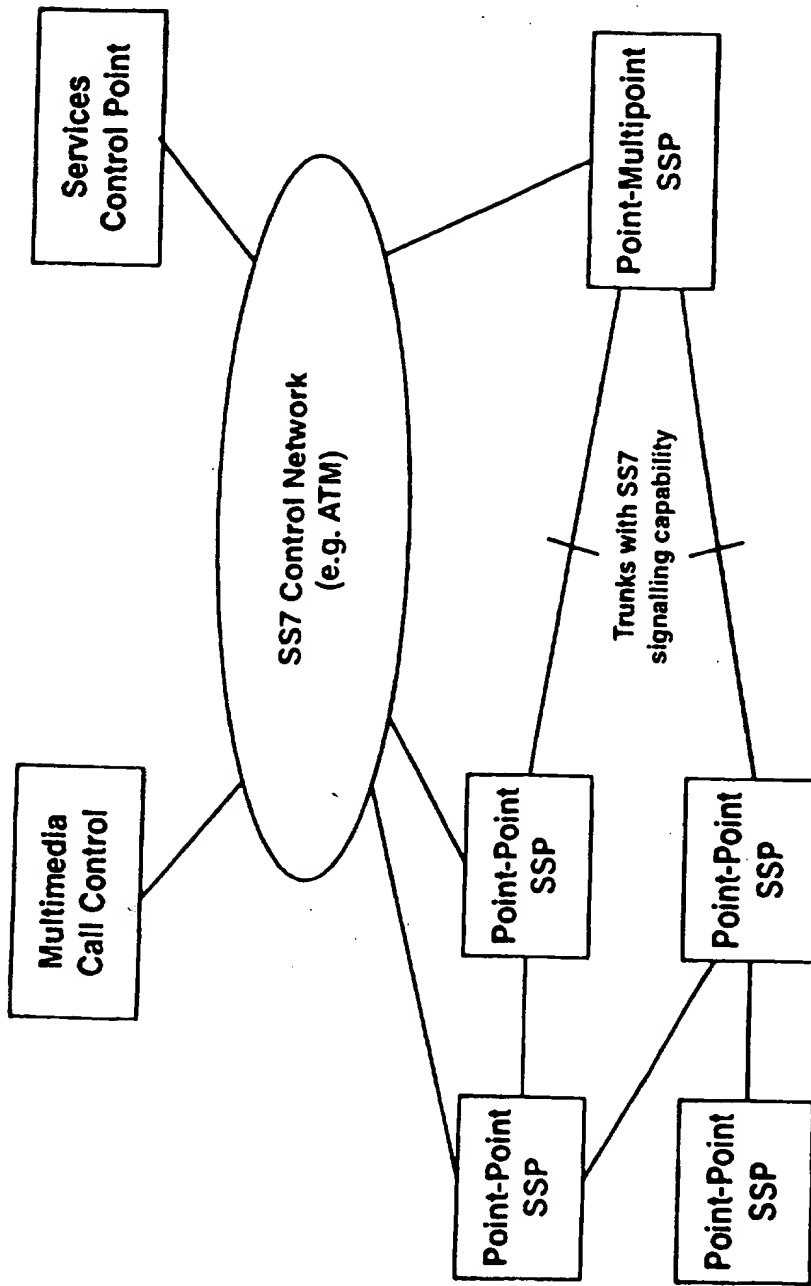 Multimedia
Call Control
Services
Control Point
SS7 Control Network
(e.g. ATM)
Point-Point
SSP
Point-Point
SSP
Trunks with SS7
signalling capability
Point-Multipoint
SSP
Point-Point
SSP
Point-Point
SSP